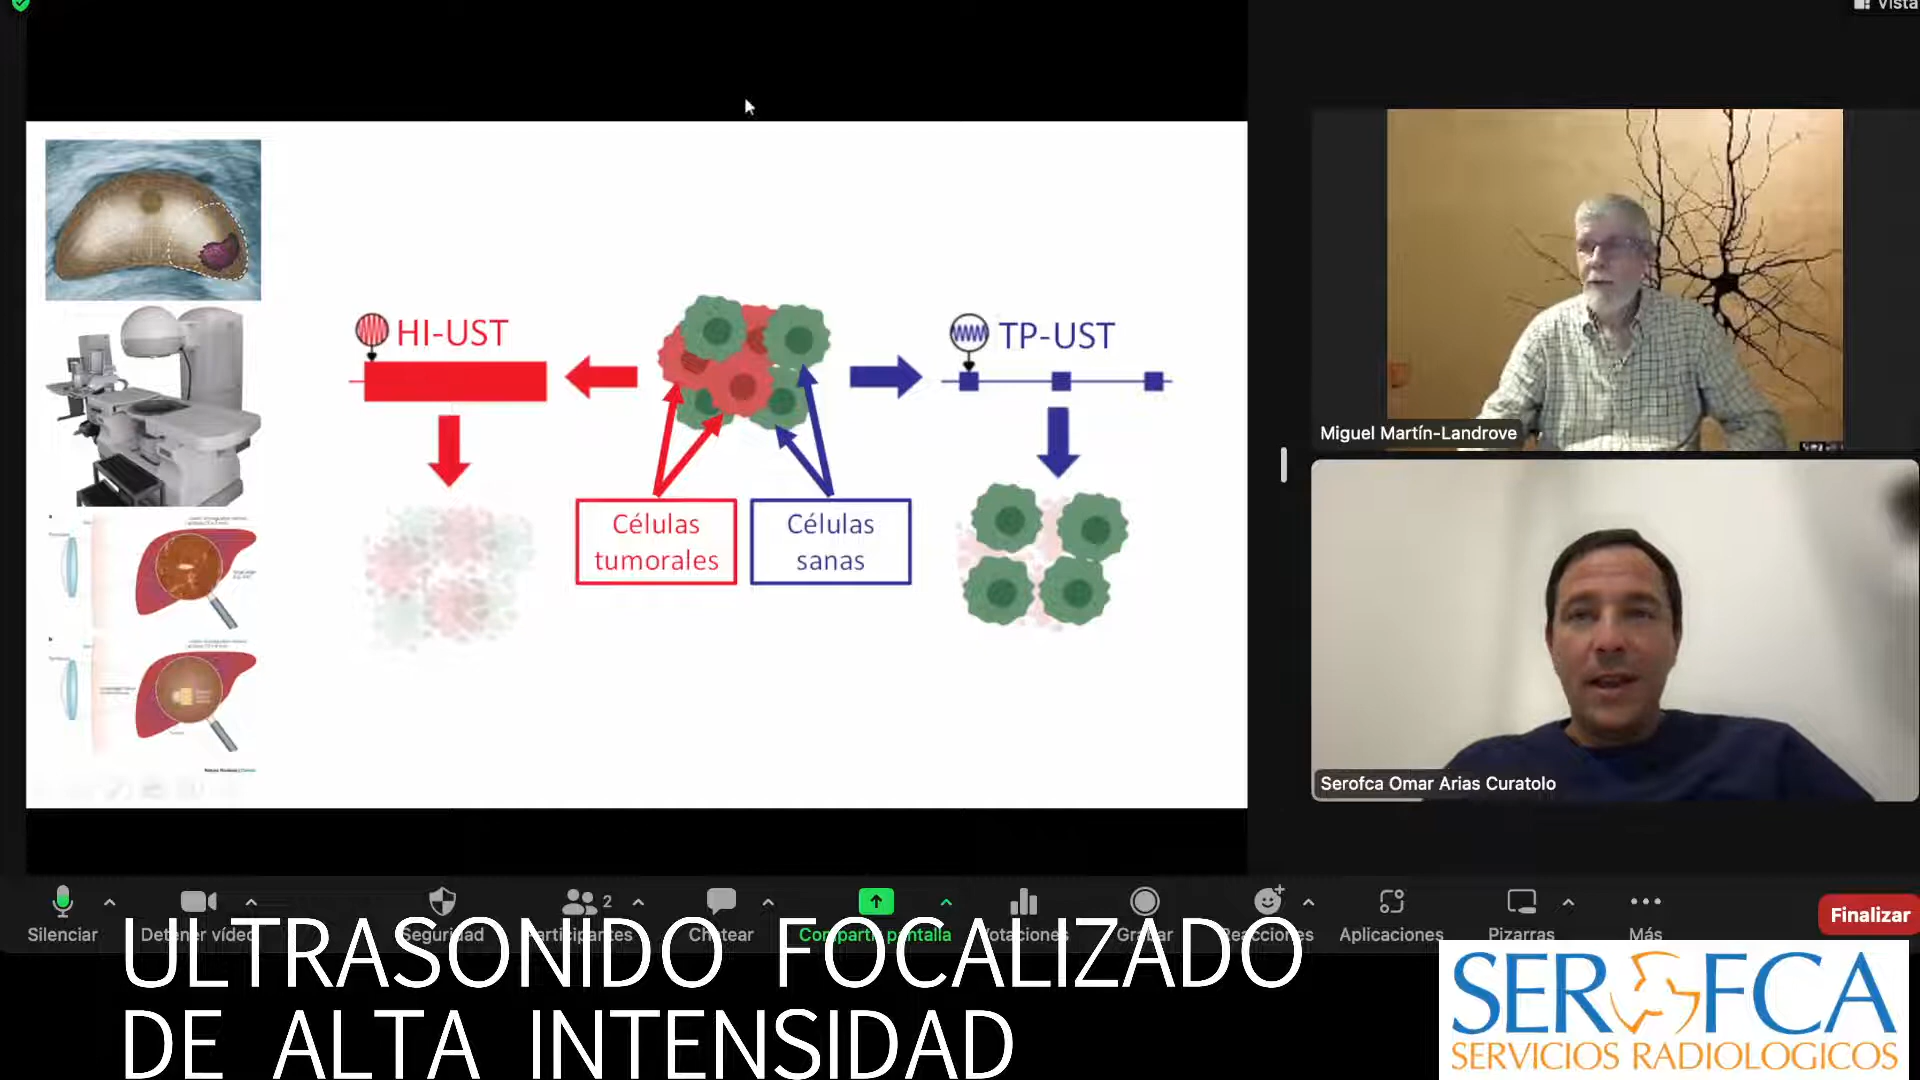 Vista
HI-UST
TP-UST
Células
tumorales
Células
sanas
Miguel Martín-Landrove
Serofca Omar Arias Curatolo
2
Silenciar
Detener vídeo
Seguridad
Participantes
Chatear
Compartir pantalla
Votaciones
Grabar
Reacciones
Aplicaciones
Pizarras
Más
Finalizar
ULTRASONIDO FOCALIZADO
DE ALTA INTENSIDAD
SEROFCA
SERVICIOS RADIOLOGICOS